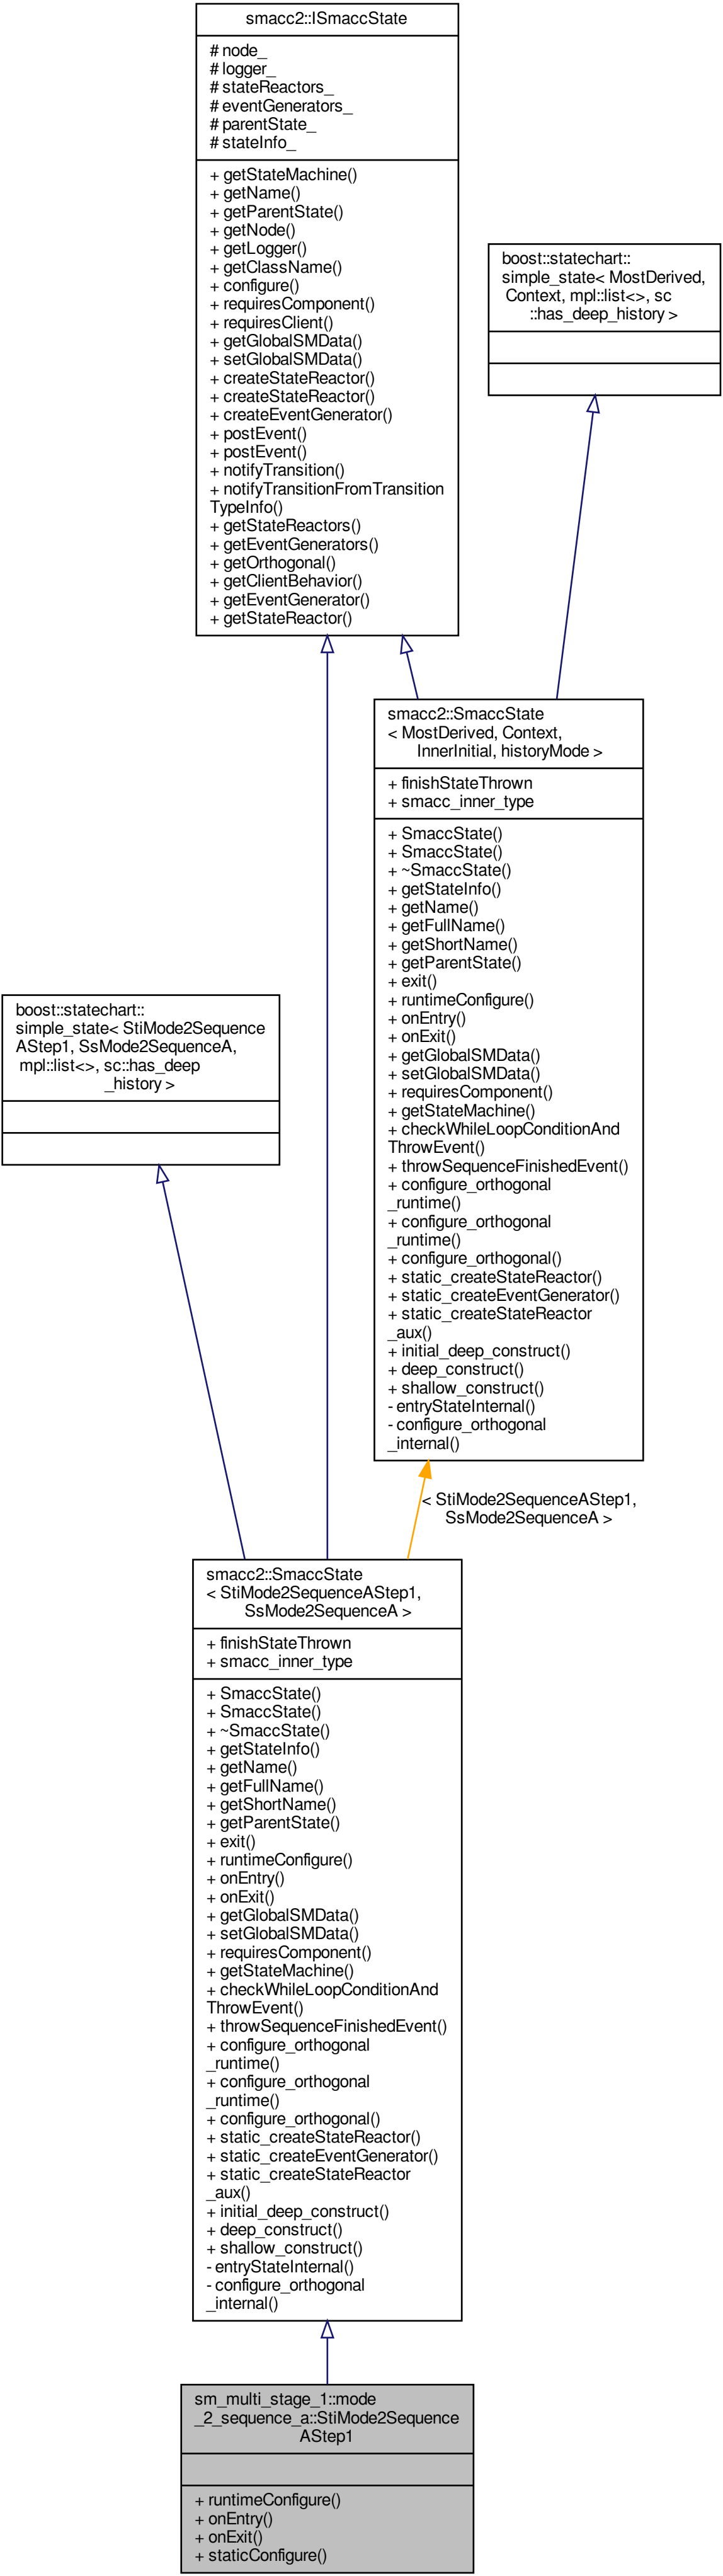 smacc2::ISmaccState
# node_
# logger_
# stateReactors_
# eventGenerators_
# parentState_
# stateInfo_
+ getStateMachine()
+ getName()
+ getParentState()
+ getNode()
+ getLogger()
+ getClassName()
+ configure()
+ requiresComponent()
+ requiresClient()
+ getGlobalSMData()
+ setGlobalSMData()
+ createStateReactor()
+ createStateReactor()
+ createEventGenerator()
+ postEvent()
+ postEvent()
+ notifyTransition()
+ notifyTransitionFromTransition
TypeInfo()
+ getStateReactors()
+ getEventGenerators()
+ getOrthogonal()
+ getClientBehavior()
+ getEventGenerator()
+ getStateReactor()
boost::statechart::
simple_state< MostDerived,
Context, mpl::list<>, sc
::has_deep_history >
smacc2::SmaccState
< MostDerived, Context,
InnerInitial, historyMode >
+ finishStateThrown
+ smacc_inner_type
+ SmaccState()
+ SmaccState()
+ ~SmaccState()
+ getStateInfo()
+ getName()
+ getFullName()
+ getShortName()
+ getParentState()
+ exit()
+ runtimeConfigure()
+ onEntry()
+ onExit()
+ getGlobalSMData()
+ setGlobalSMData()
+ requiresComponent()
+ getStateMachine()
+ checkWhileLoopConditionAnd
ThrowEvent()
+ throwSequenceFinishedEvent()
+ configure_orthogonal
_runtime()
+ configure_orthogonal
_runtime()
+ configure_orthogonal()
+ static_createStateReactor()
+ static_createEventGenerator()
+ static_createStateReactor
_aux()
+ initial_deep_construct()
+ deep_construct()
+ shallow_construct()
- entryStateInternal()
- configure_orthogonal
_internal()
boost::statechart::
simple_state< StiMode2Sequence
AStep1, SsMode2SequenceA,
mpl::list<>, sc::has_deep
_history >
< StiMode2SequenceAStep1,
SsMode2SequenceA >
smacc2::SmaccState
< StiMode2SequenceAStep1,
SsMode2SequenceA >
+ finishStateThrown
+ smacc_inner_type
+ SmaccState()
+ SmaccState()
+ ~SmaccState()
+ getStateInfo()
+ getName()
+ getFullName()
+ getShortName()
+ getParentState()
+ exit()
+ runtimeConfigure()
+ onEntry()
+ onExit()
+ getGlobalSMData()
+ setGlobalSMData()
+ requiresComponent()
+ getStateMachine()
+ checkWhileLoopConditionAnd
ThrowEvent()
+ throwSequenceFinishedEvent()
+ configure_orthogonal
_runtime()
+ configure_orthogonal
_runtime()
+ configure_orthogonal()
+ static_createStateReactor()
+ static_createEventGenerator()
+ static_createStateReactor
_aux()
+ initial_deep_construct()
+ deep_construct()
+ shallow_construct()
- entryStateInternal()
- configure_orthogonal
_internal()
sm_multi_stage_1::mode
_2_sequence_a::StiMode2Sequence
AStep1
+ runtimeConfigure()
+ onEntry()
+ onExit()
+ staticConfigure()